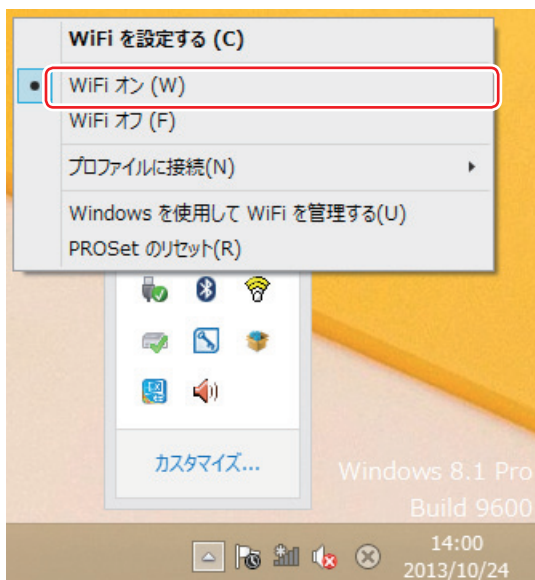 WiFi を設定する (C)
WiFi オン (W)
WiFi オフ (F)
プロファイルに接続(N)
Windows を使用して WiFi を管理する(U)
PROSet のリセット(R)
カスタマイズ...
Windows 8.1 Pro
Build 9600
14:00
2013/10/24